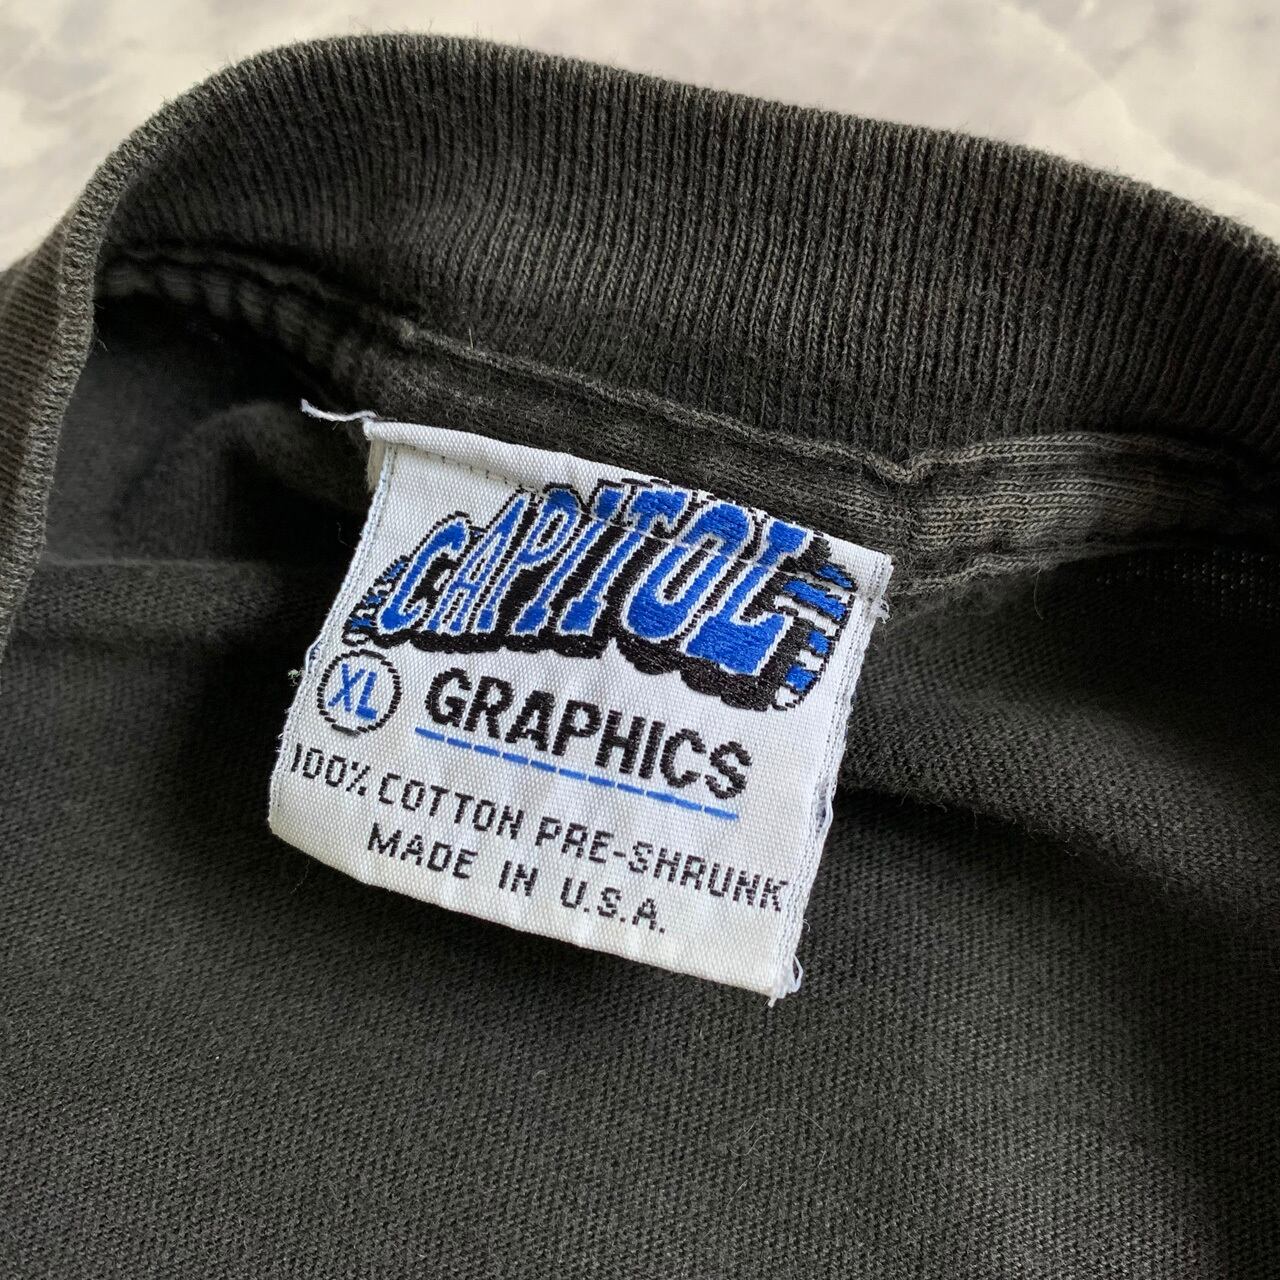 CAPITOL
XL GRAPHICS
100% COTTON PRE-SHRUNK
MADE IN U.S.A.